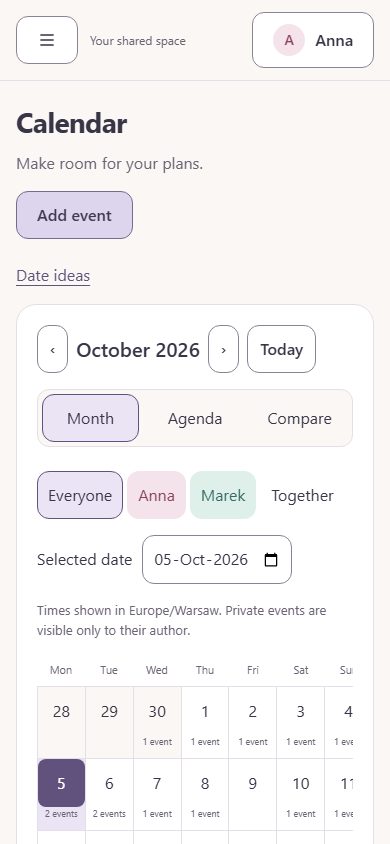 Your shared space
A Anna
Calendar
Make room for your plans.
Add event
Date ideas
‹ October 2026 › Today
Month Agenda Compare
Everyone Anna Marek Together
Selected date 05-Oct-2026
Times shown in Europe/Warsaw. Private events are
visible only to their author.
Mon Tue Wed Thu Fri Sat
28 29 30 1 2 3 4
1 event 1 event 1 event 1 event
5 6 7 8 9 10 11
2 events 2 events 1 event 1 event 1 event